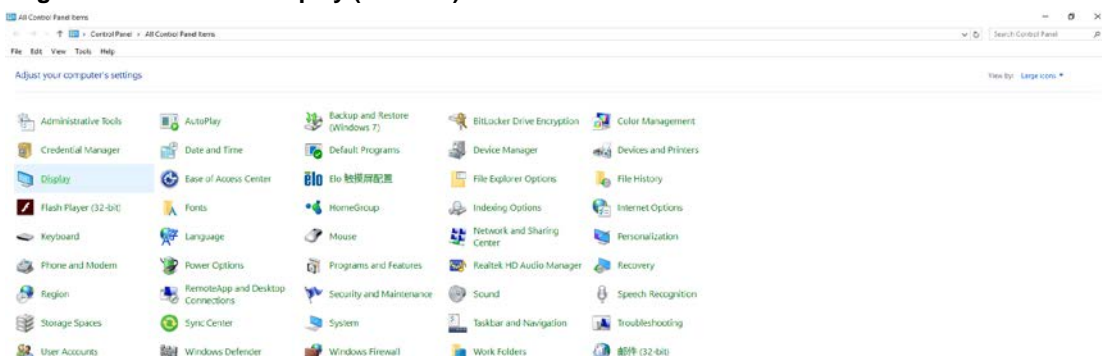 All Control Panel Items
Control Panel > All Control Panel Items
Search Control Panel
File Edit View Tools Help
Adjust your computer's settings
View by: Large icons
Administrative Tools
AutoPlay
Backup and Restore
(Windows 7)
BitLocker Drive Encryption
Color Management
Credential Manager
Date and Time
Default Programs
Device Manager
Devices and Printers
Display
Ease of Access Center
elo Elo 触摸屏配置
File Explorer Options
File History
Flash Player (32-bit)
Fonts
HomeGroup
Indexing Options
Internet Options
Keyboard
Language
Mouse
Network and Sharing
Center
Personalization
Phone and Modem
Power Options
Programs and Features
Realtek HD Audio Manager
Recovery
Region
RemoteApp and Desktop
Connections
Security and Maintenance
Sound
Speech Recognition
Storage Spaces
Sync Center
System
Taskbar and Navigation
Troubleshooting
User Accounts
Windows Defender
Windows Firewall
Work Folders
邮件 (32-bit)